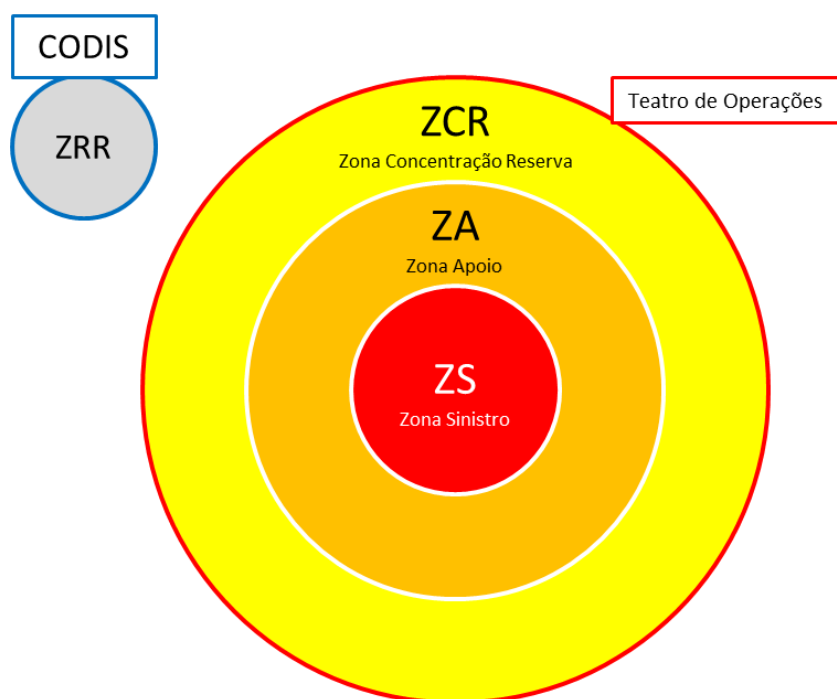 CODIS
ZRR
Teatro de Operações
ZCR
Zona Concentração Reserva
ZA
Zona Apoio
ZS
Zona Sinistro